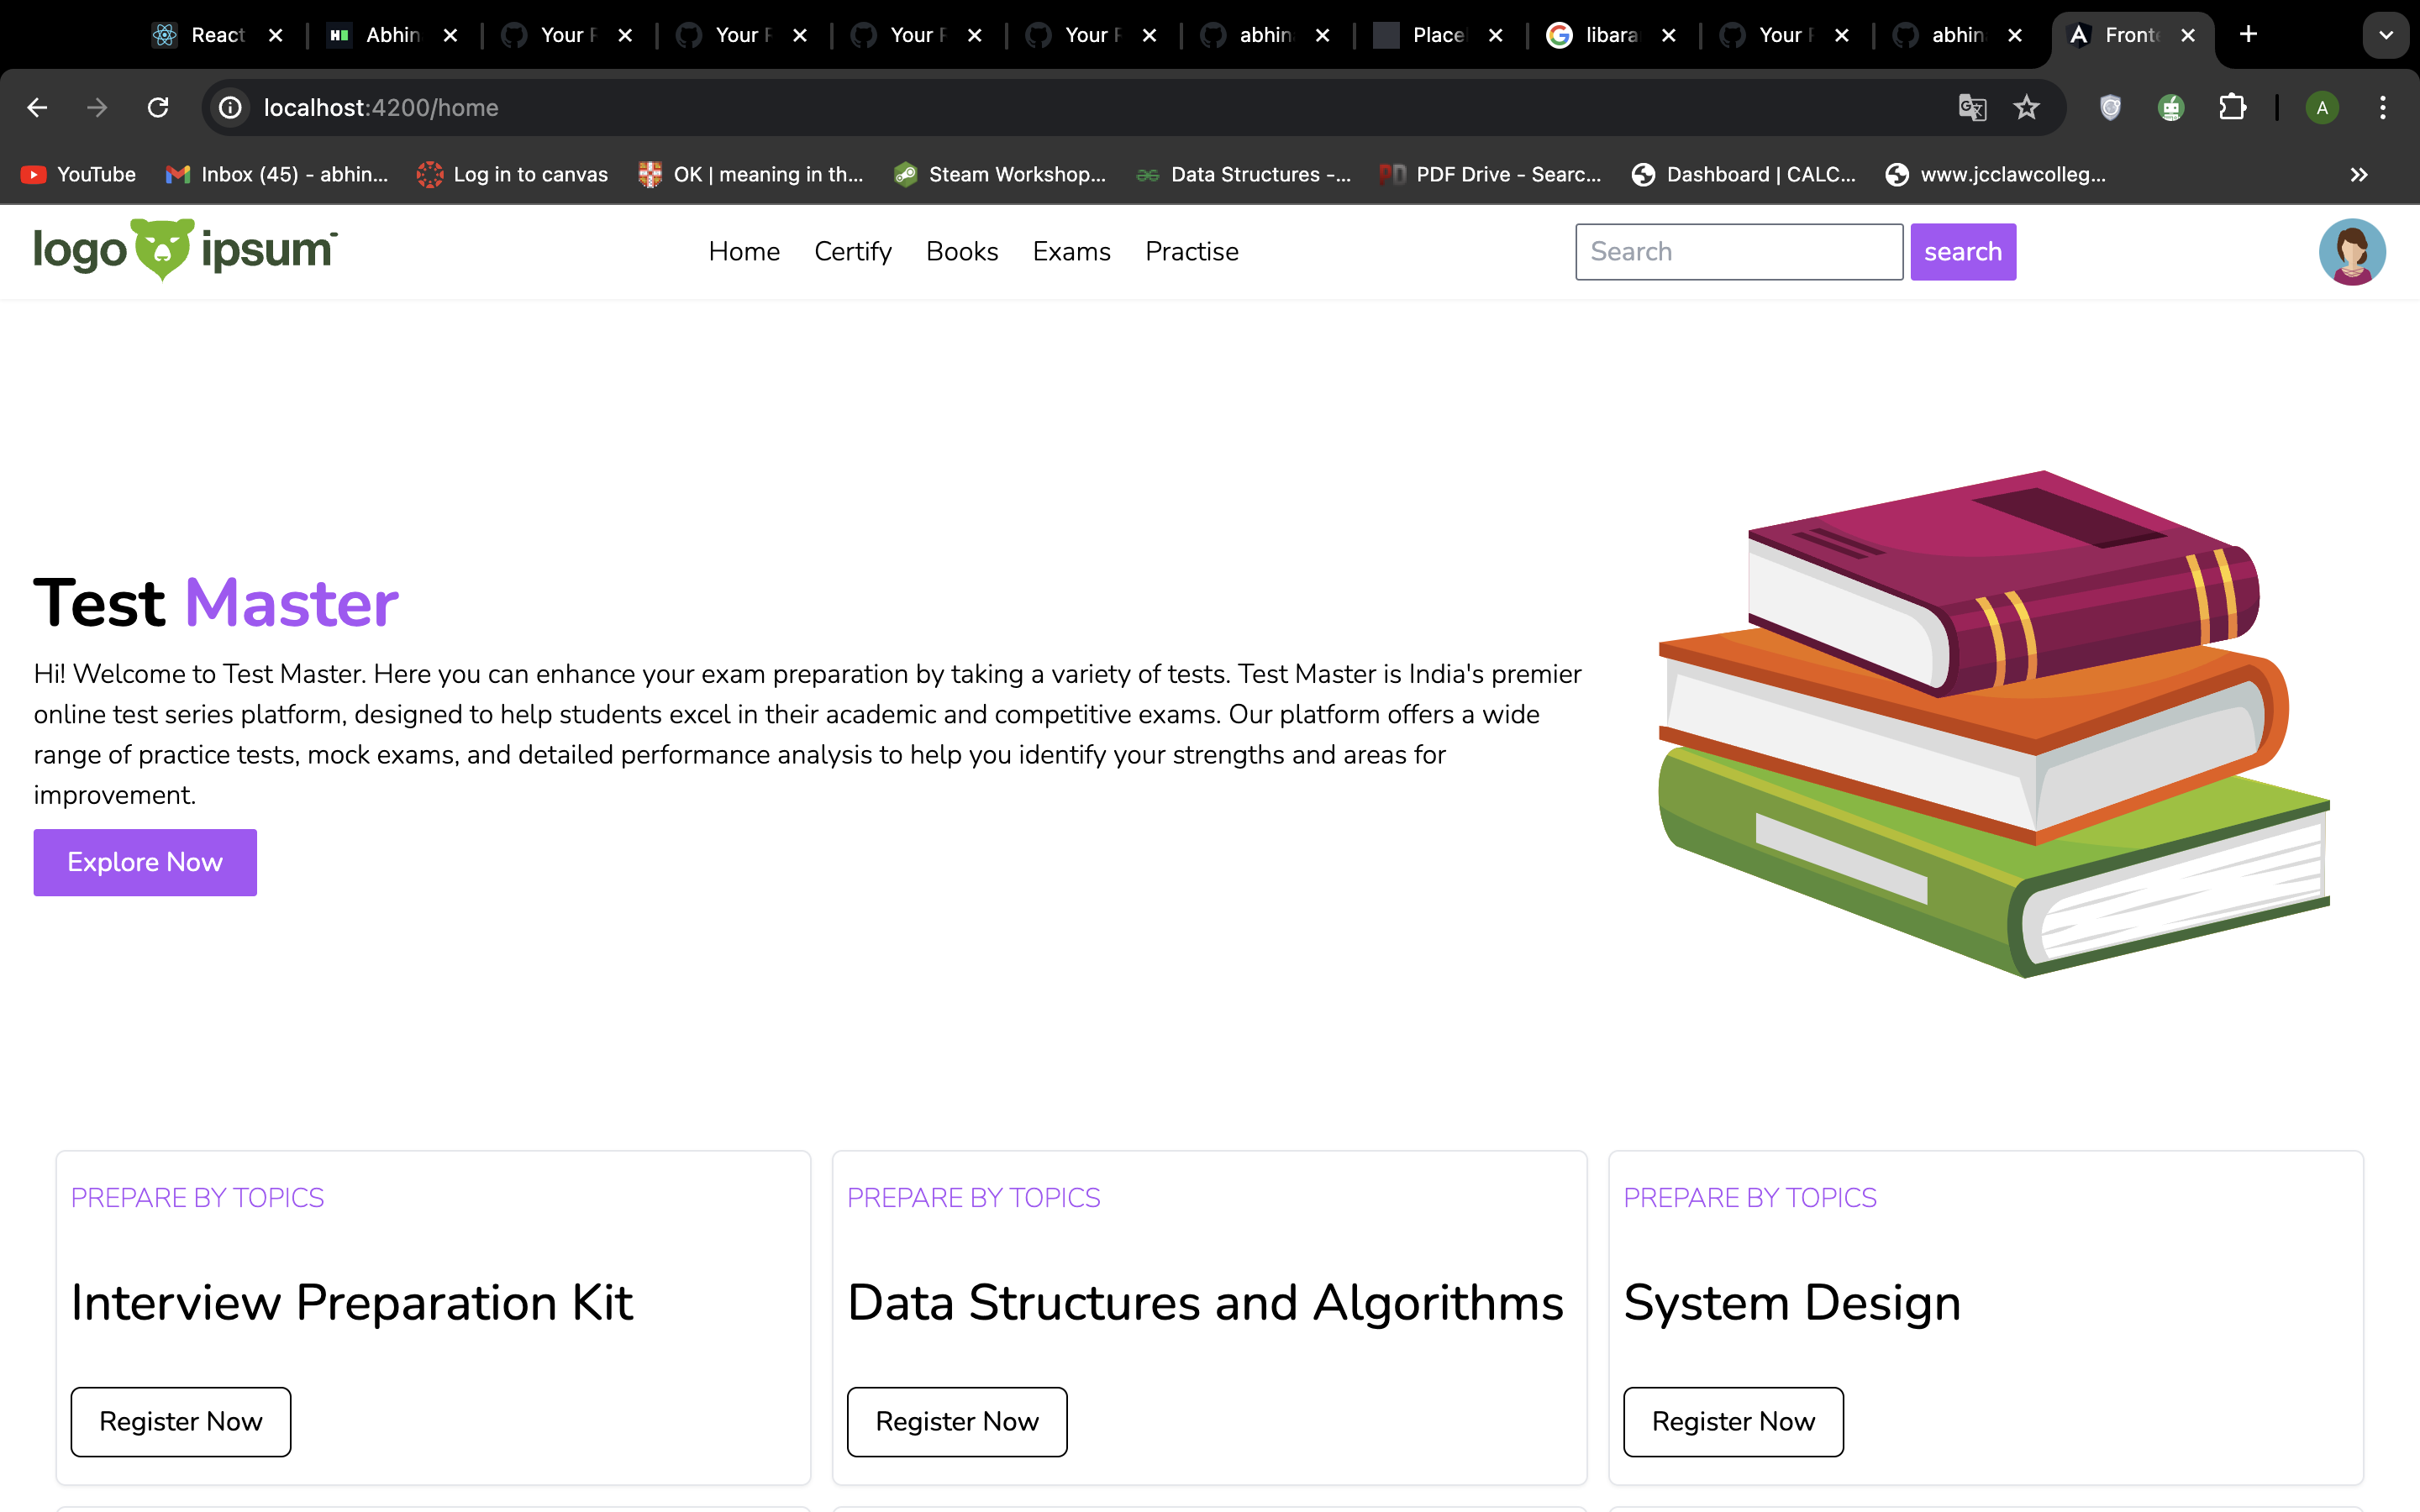 React
Abhin
Your F
Your F
Your F
Your F
abhin
Place
libara
Your F
abhin
Fronte
localhost:4200/home
A
YouTube
Inbox (45) - abhin...
Log in to canvas
OK | meaning in th...
Steam Workshop...
Data Structures -...
PDF Drive - Searc...
Dashboard | CALC...
www.jcclawcolleg...
logo ipsum
Home
Certify
Books
Exams
Practise
Search
search
Test Master
Hi! Welcome to Test Master. Here you can enhance your exam preparation by taking a variety of tests. Test Master is India's premier
online test series platform, designed to help students excel in their academic and competitive exams. Our platform offers a wide
range of practice tests, mock exams, and detailed performance analysis to help you identify your strengths and areas for
improvement.
Explore Now
PREPARE BY TOPICS
Interview Preparation Kit
Register Now
PREPARE BY TOPICS
Data Structures and Algorithms
Register Now
PREPARE BY TOPICS
System Design
Register Now